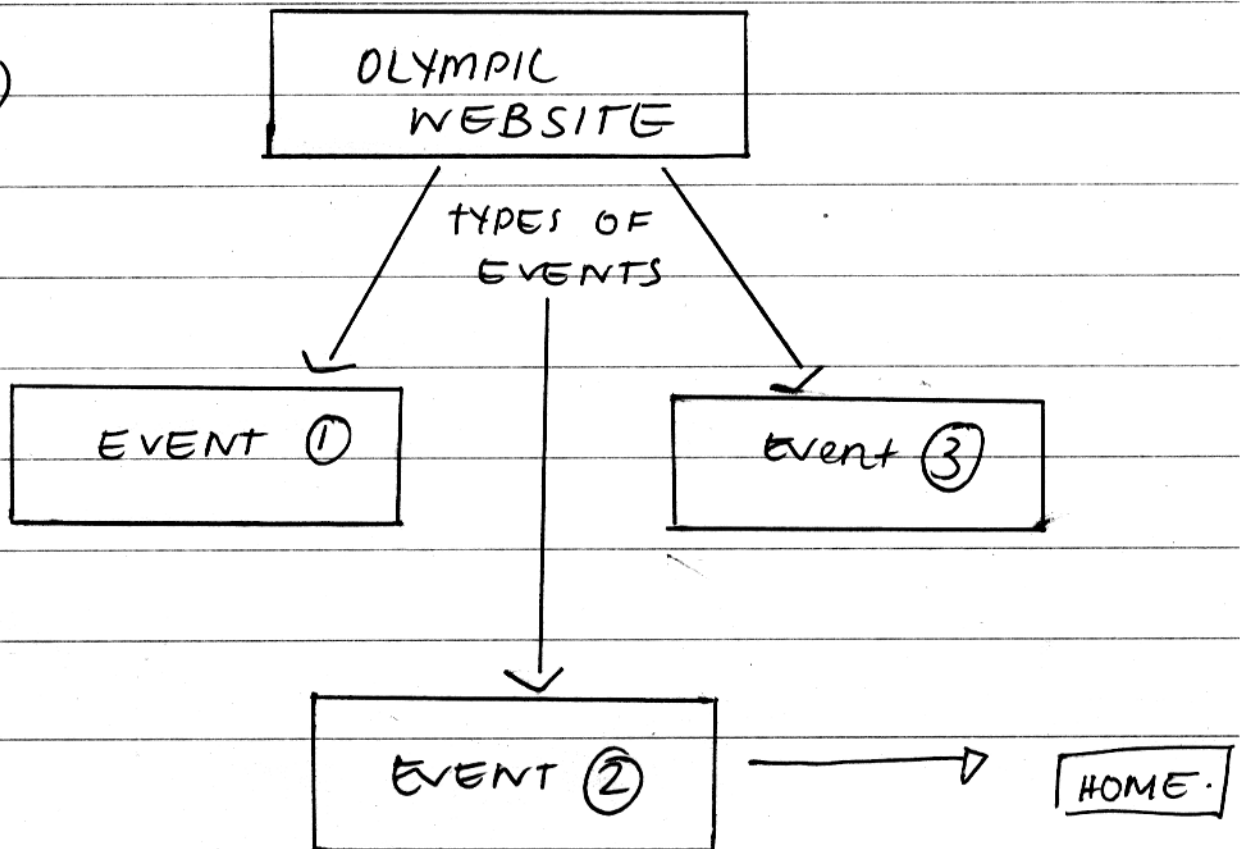 )
OLYMPIC
WEBSITE
TYPES OF
EVENTS
EVENT ①
Event ③
EVENT ②
HOME.